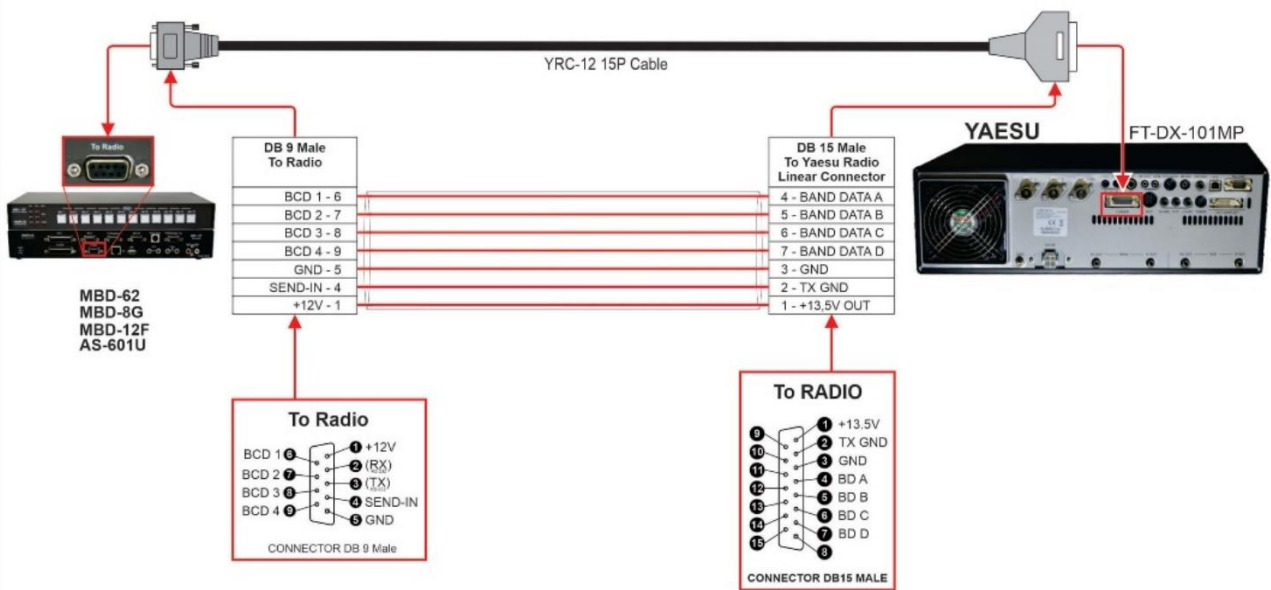 YRC-12 15P Cable
To Radio
MBD-62
MBD-8G
MBD-12F
AS-601U
DB 9 Male
To Radio
BCD 1 - 6
BCD 2 - 7
BCD 3 - 8
BCD 4 - 9
GND - 5
SEND-IN - 4
+12V - 1
DB 15 Male
To Yaesu Radio
Linear Connector
4 - BAND DATA A
5 - BAND DATA B
6 - BAND DATA C
7 - BAND DATA D
3 - GND
2 - TX GND
1 - +13,5V OUT
YAESU
FT-DX-101MP
To Radio
BCD 1 6
BCD 2 7
BCD 3 8
BCD 4 9
1 +12V
2 (RX)
3 (TX)
4 SEND-IN
5 GND
CONNECTOR DB 9 Male
To RADIO
9
10
11
12
13
14
15
1 +13.5V
2 TX GND
3 GND
4 BD A
5 BD B
6 BD C
7 BD D
8
CONNECTOR DB15 MALE